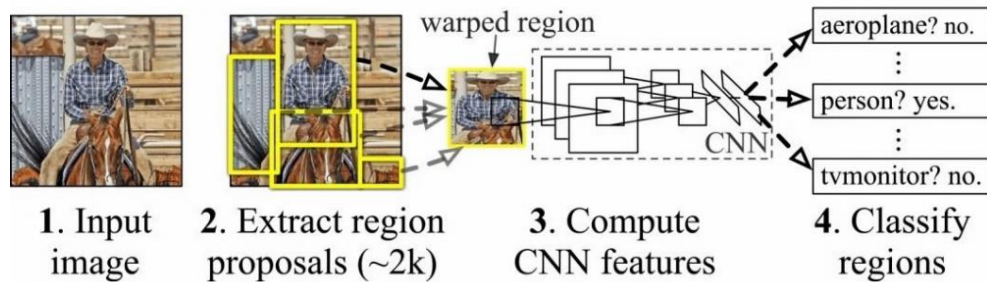 warped region
aeroplane? no.
⋮
person? yes.
⋮
tvmonitor? no.
CNN
1. Input
image
2. Extract region
proposals (~2k)
3. Compute
CNN features
4. Classify
regions